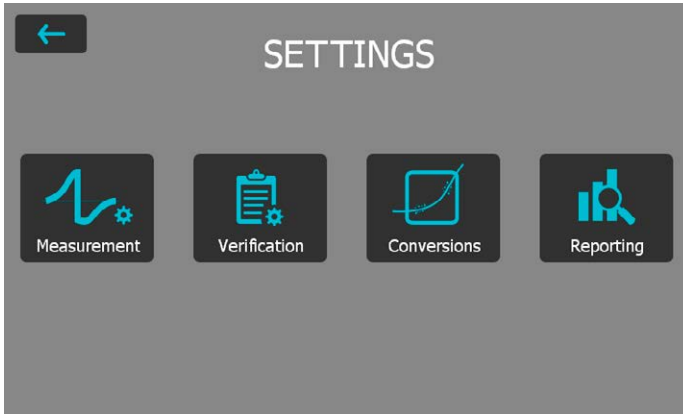 SETTINGS
Measurement
Verification
Conversions
Reporting